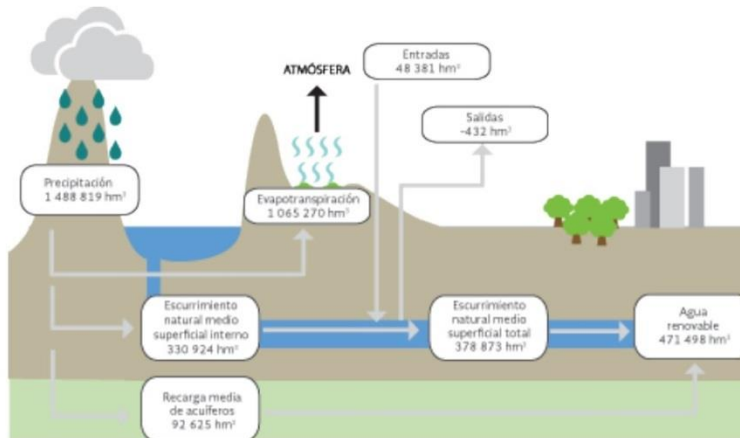 Entradas
48 381 hm³
ATMÓSFERA
Salidas
-432 hm³
Precipitación
1 488 819 hm³
Evapotranspiración
1 065 270 hm³
Escurrimiento
natural medio
superficial interno
330 924 hm³
Escurrimiento
natural medio
superficial total
378 873 hm³
Agua
renovable
471 498 hm³
Recarga media
de acuíferos
92 625 hm³